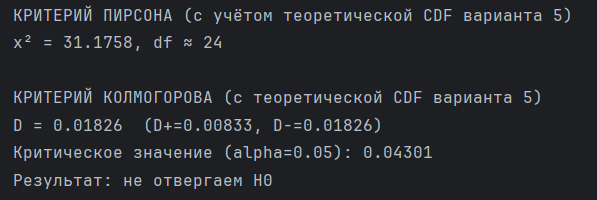 КРИТЕРИЙ ПИРСОНА (с учётом теоретической CDF варианта 5)
x² = 31.1758, df ≈ 24
КРИТЕРИЙ КОЛМОГОРОВА (с теоретической CDF варианта 5)
D = 0.01826  (D+=0.00833, D-=0.01826)
Критическое значение (alpha=0.05): 0.04301
Результат: не отвергаем H0